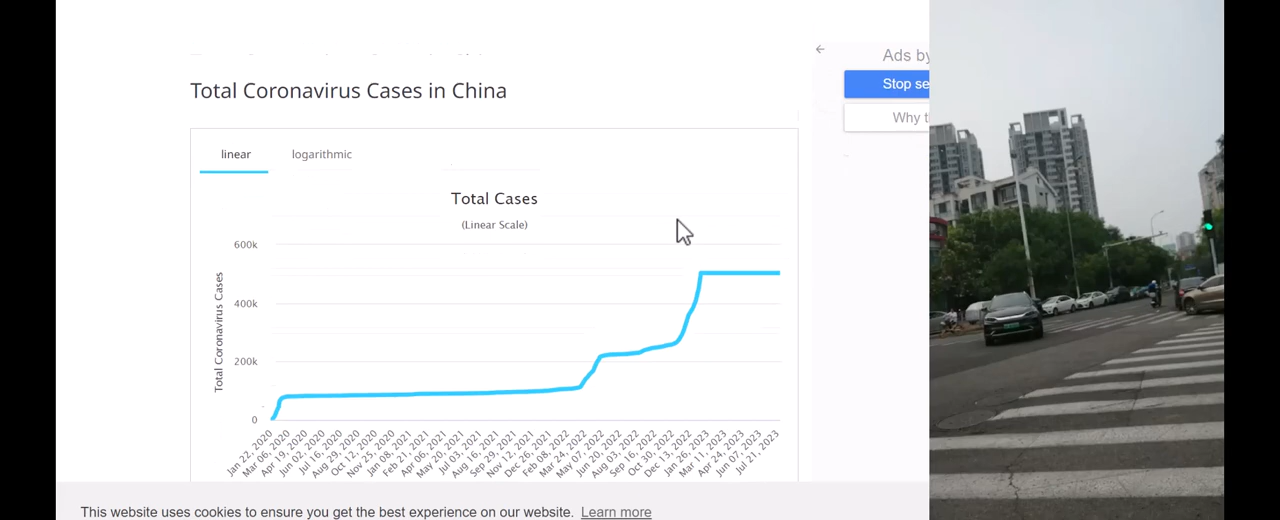 Total Coronavirus Cases in China
Ads by
Stop se
Why t
linear
logarithmic
Total Cases
(Linear Scale)
Total Coronavirus Cases
600k
400k
200k
0
Jan 22, 2020
Mar 06, 2020
Apr 19, 2020
Jun 02, 2020
Jul 16, 2020
Aug 29, 2020
Oct 12, 2020
Nov 25, 2020
Jan 08, 2021
Feb 21, 2021
Apr 06, 2021
May 20, 2021
Jul 03, 2021
Aug 16, 2021
Sep 29, 2021
Nov 12, 2021
Dec 26, 2021
Feb 08, 2022
Mar 24, 2022
May 07, 2022
Jun 20, 2022
Aug 03, 2022
Sep 16, 2022
Oct 30, 2022
Dec 13, 2022
Jan 26, 2023
Mar 11, 2023
Apr 24, 2023
Jun 07, 2023
Jul 21, 2023
This website uses cookies to ensure you get the best experience on our website. Learn more